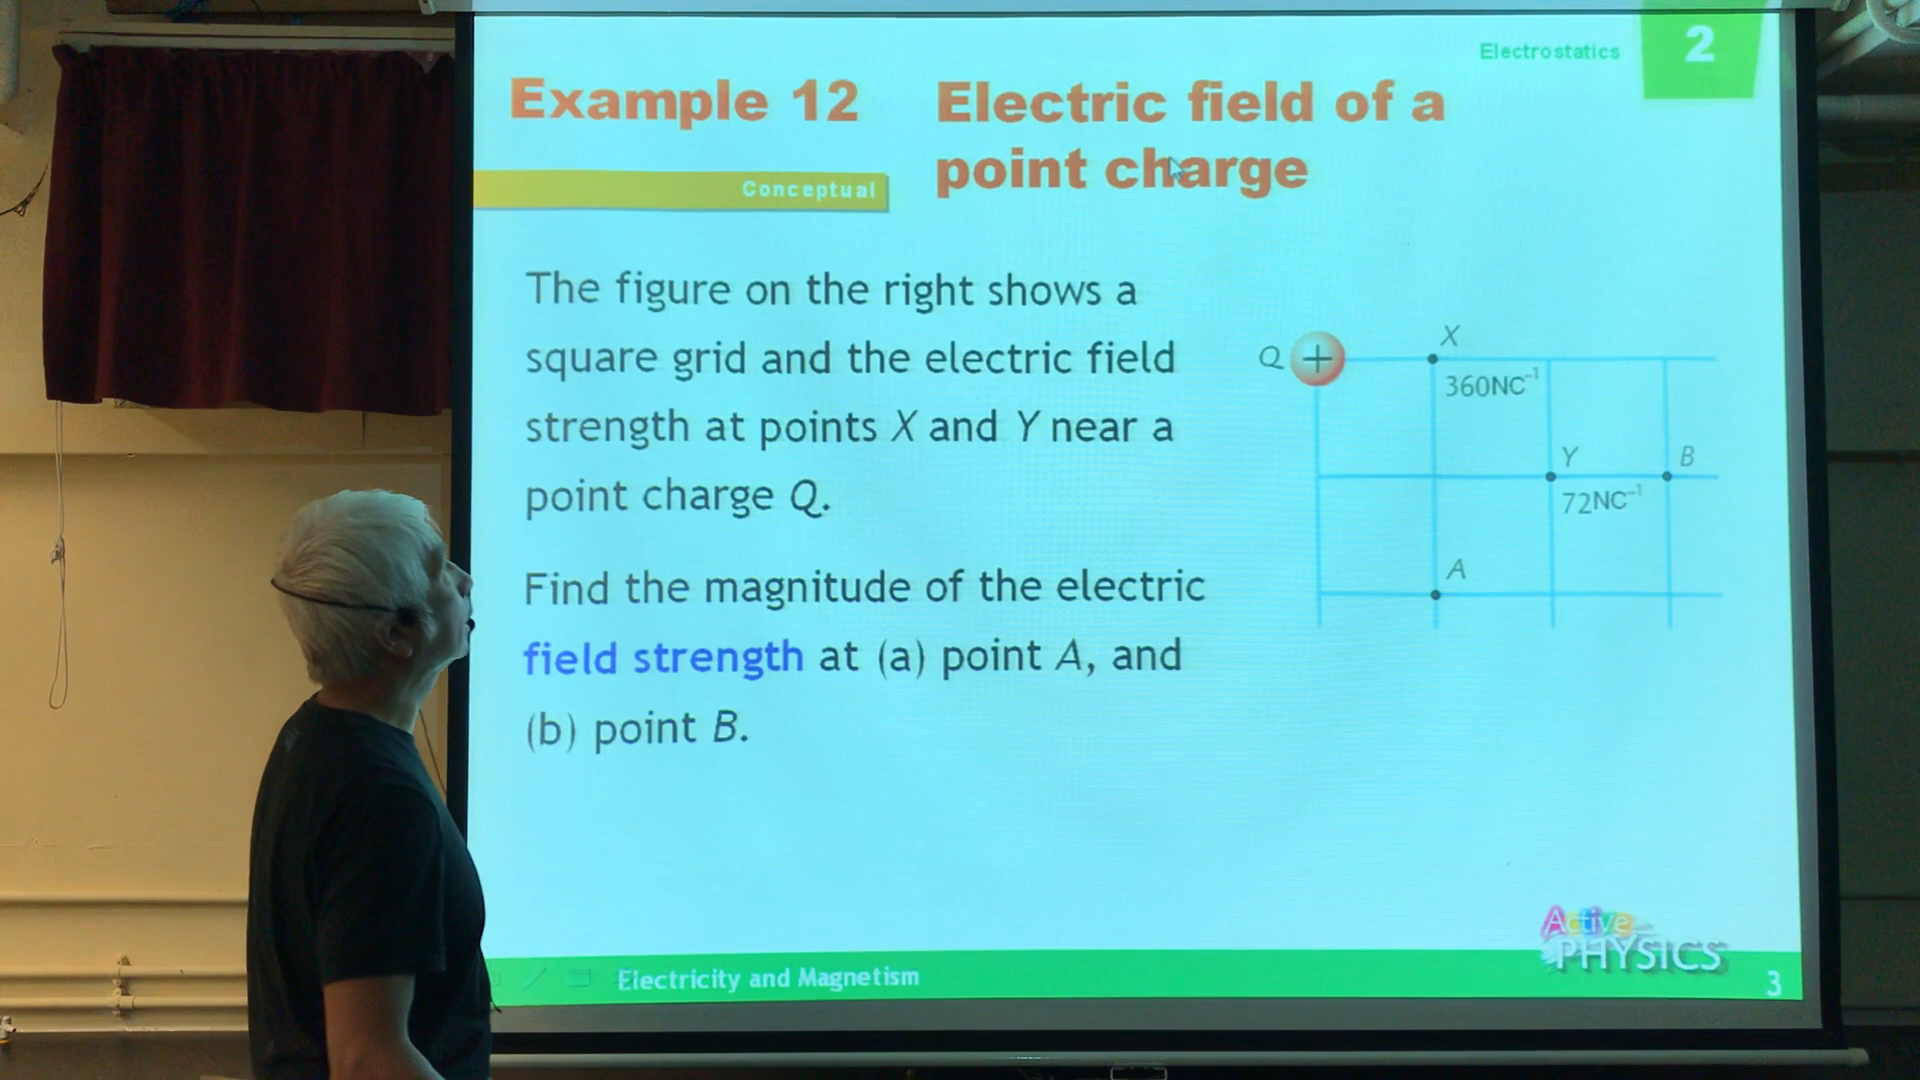 Electrostatics
2
Example 12
Electric field of a
point charge
Conceptual
The figure on the right shows a
square grid and the electric field
strength at points X and Y near a
point charge Q.
Find the magnitude of the electric
field strength at (a) point A, and
(b) point B.
Q
+
X
360NC⁻¹
Y
B
72NC⁻¹
A
Active
PHYSICS
Electricity and Magnetism
3